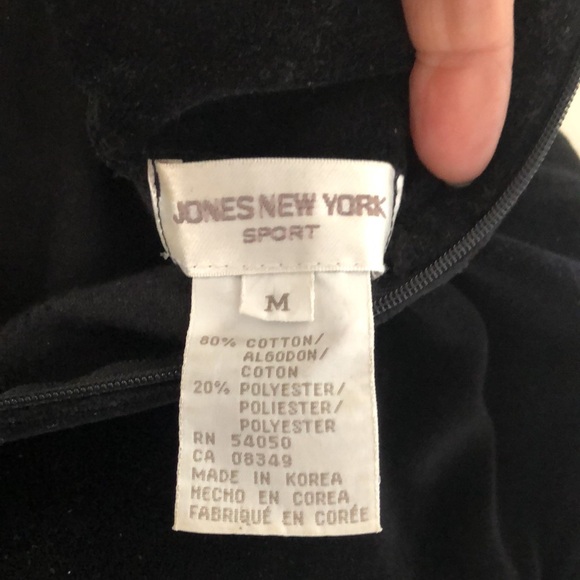 JONES NEW YORK
SPORT
M
80% COTTON/
ALGODON/
COTON
20% POLYESTER/
POLIESTER/
POLYESTER
RN 54050
CA 08349
MADE IN KOREA
HECHO EN COREA
FABRIQUÉ EN CORÉE